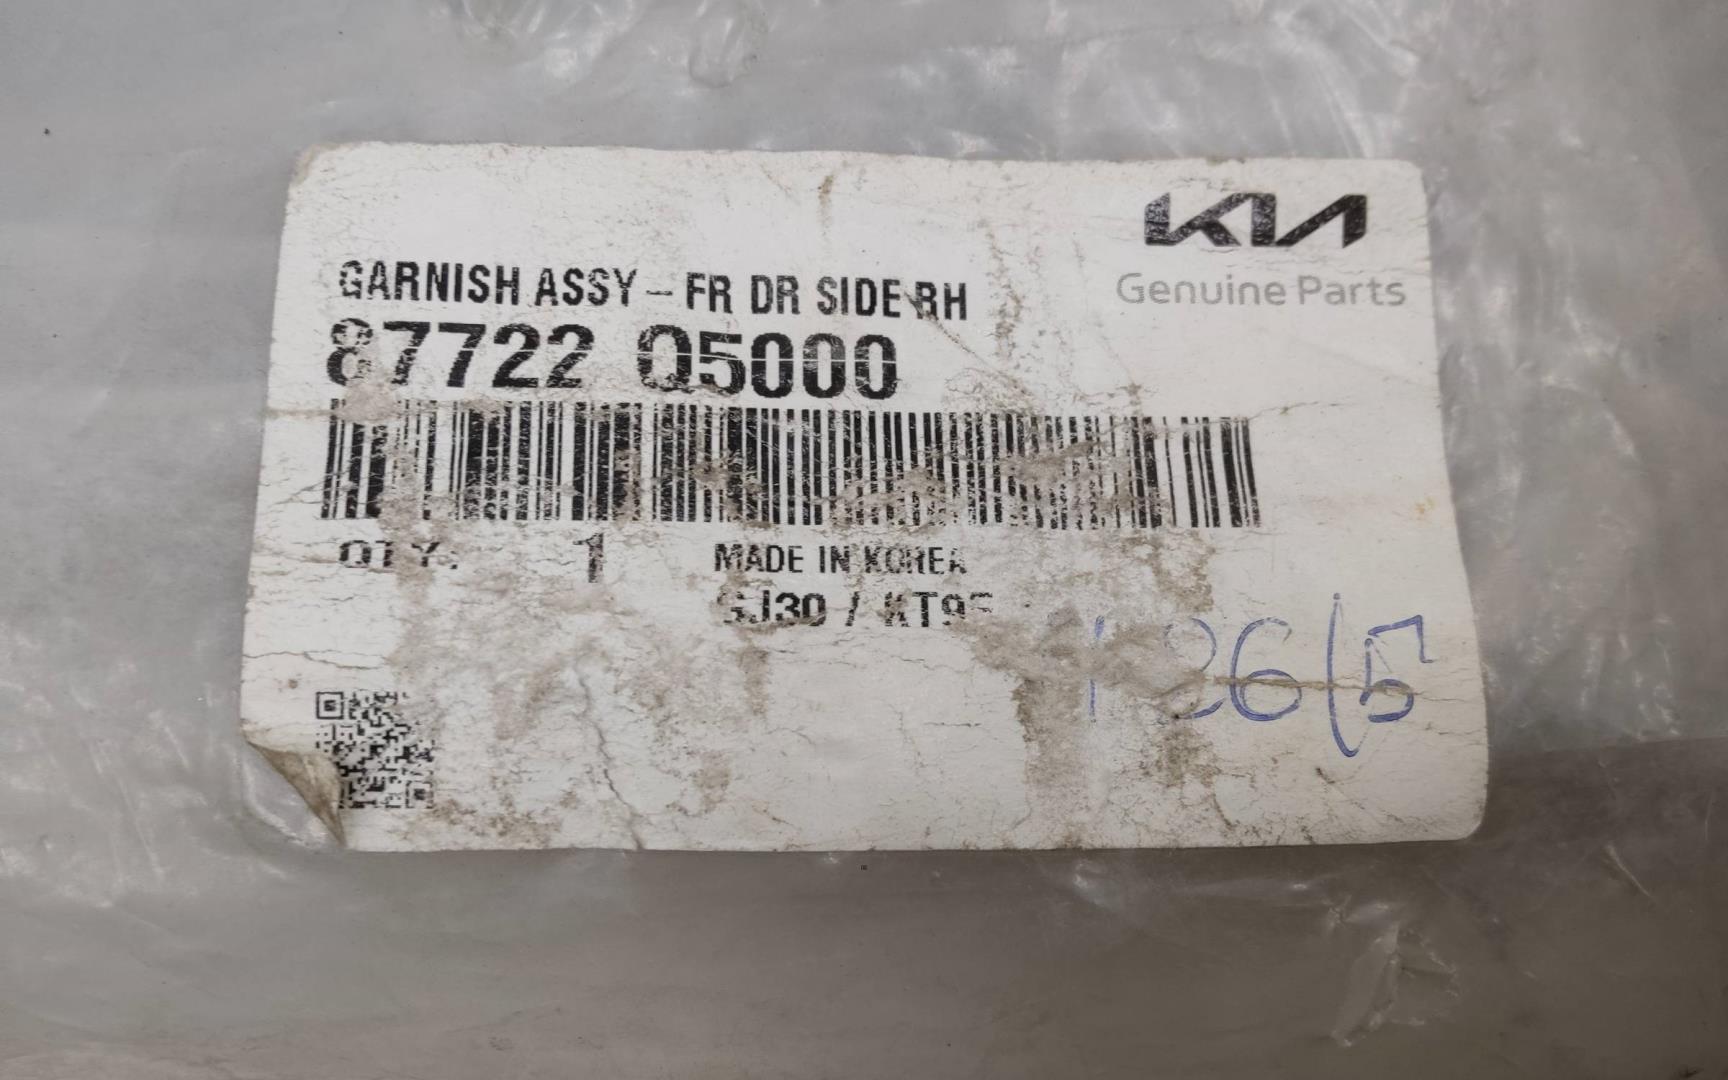 KIA
Genuine Parts
GARNISH ASSY – FR DR SIDE RH
87722 Q5000
QTY: 1 MADE IN KOREA
/